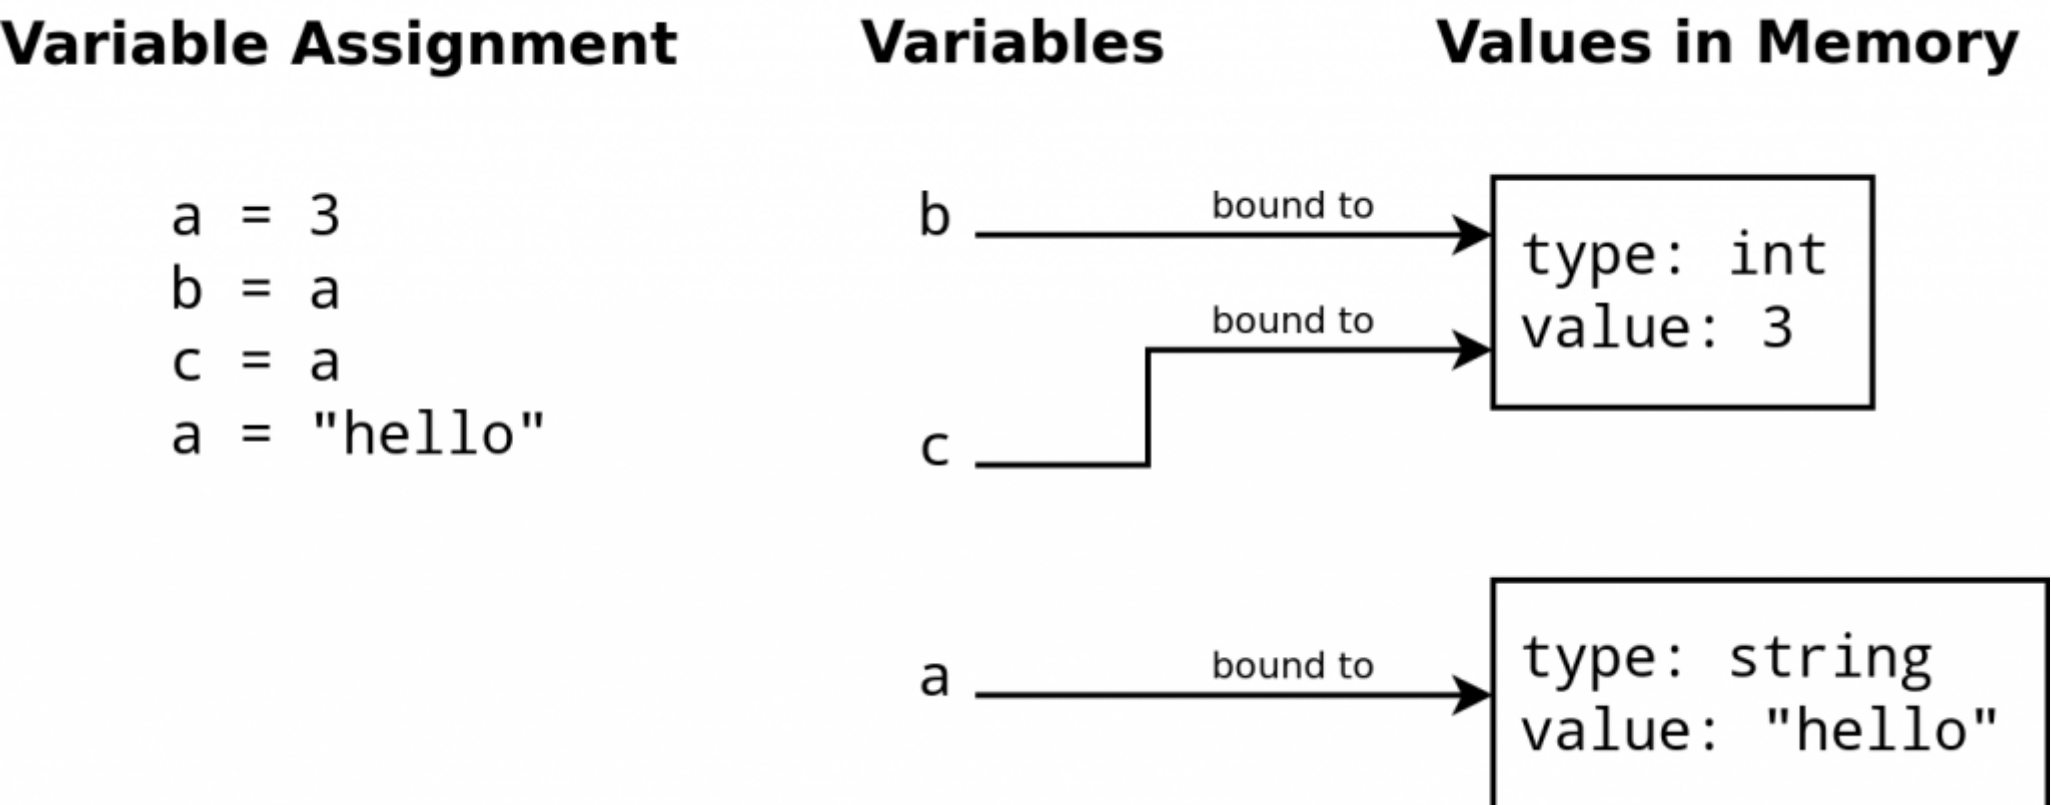 Variable Assignment
a = 3
b = a
c = a
a = "hello"
Variables
b
bound to
c
bound to
a
bound to
Values in Memory
type: int
value: 3
type: string
value: "hello"